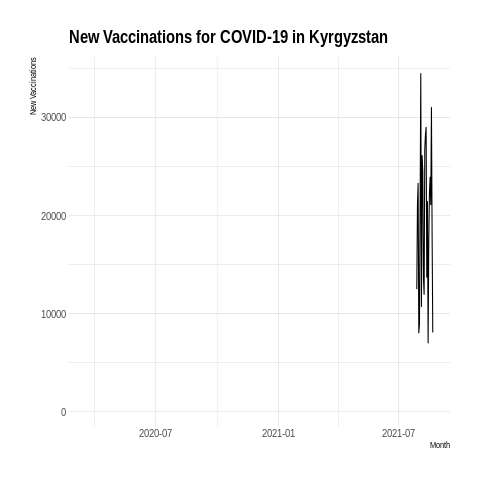 New Vaccinations for COVID-19 in Kyrgyzstan
New Vaccinations
30000
20000
10000
0
2020-07 2021-01 2021-07
Month